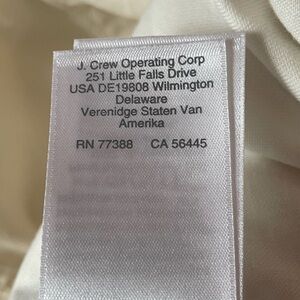 J. Crew Operating Corp
251 Little Falls Drive
USA DE19808 Wilmington
Delaware
Verenidge Staten Van
Amerika
RN 77388 CA 56445